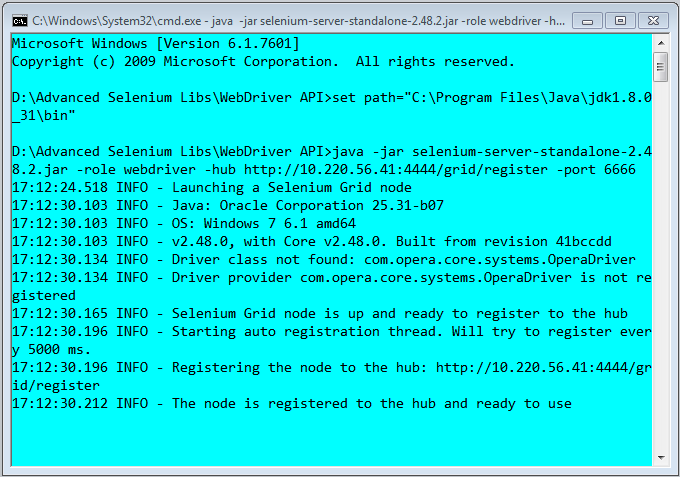 C:\Windows\System32\cmd.exe - java  -jar selenium-server-standalone-2.48.2.jar -role webdriver -h...
Microsoft Windows [Version 6.1.7601]
Copyright (c) 2009 Microsoft Corporation.  All rights reserved.
D:\Advanced Selenium Libs\WebDriver API>set path="C:\Program Files\Java\jdk1.8.0
_31\bin"
D:\Advanced Selenium Libs\WebDriver API>java -jar selenium-server-standalone-2.4
8.2.jar -role webdriver -hub http://10.220.56.41:4444/grid/register -port 6666
17:12:24.518 INFO - Launching a Selenium Grid node
17:12:30.103 INFO - Java: Oracle Corporation 25.31-b07
17:12:30.103 INFO - OS: Windows 7 6.1 amd64
17:12:30.103 INFO - v2.48.0, with Core v2.48.0. Built from revision 41bccdd
17:12:30.134 INFO - Driver class not found: com.opera.core.systems.OperaDriver
17:12:30.134 INFO - Driver provider com.opera.core.systems.OperaDriver is not re
gistered
17:12:30.165 INFO - Selenium Grid node is up and ready to register to the hub
17:12:30.196 INFO - Starting auto registration thread. Will try to register ever
y 5000 ms.
17:12:30.196 INFO - Registering the node to the hub: http://10.220.56.41:4444/gr
id/register
17:12:30.212 INFO - The node is registered to the hub and ready to use